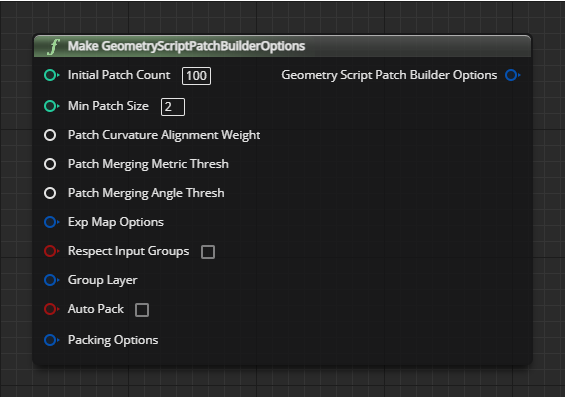 f Make GeometryScriptPatchBuilderOptions
Initial Patch Count 100 Geometry Script Patch Builder Options
Min Patch Size 2
Patch Curvature Alignment Weight
Patch Merging Metric Thresh
Patch Merging Angle Thresh
Exp Map Options
Respect Input Groups
Group Layer
Auto Pack
Packing Options